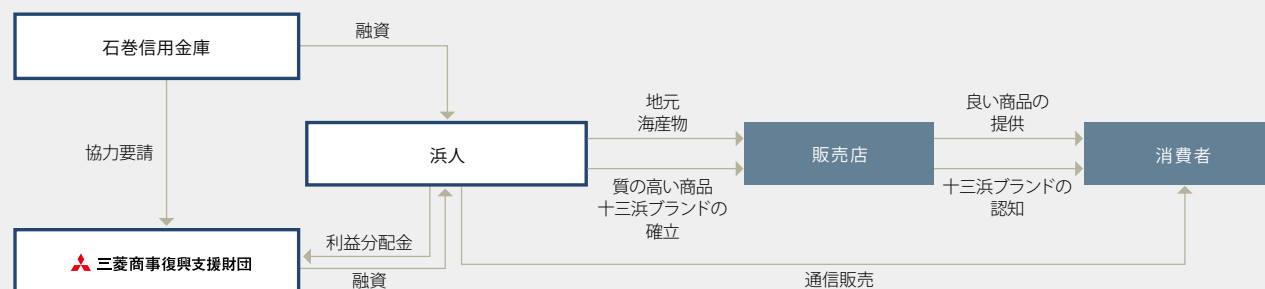 融資
石巻信用金庫
地元
海産物
良い商品の
提供
協力要請
浜人
販売店
消費者
質の高い商品
十三浜ブランドの
確立
十三浜ブランドの
認知
利益分配金
三菱商事復興支援財団
融資
通信販売